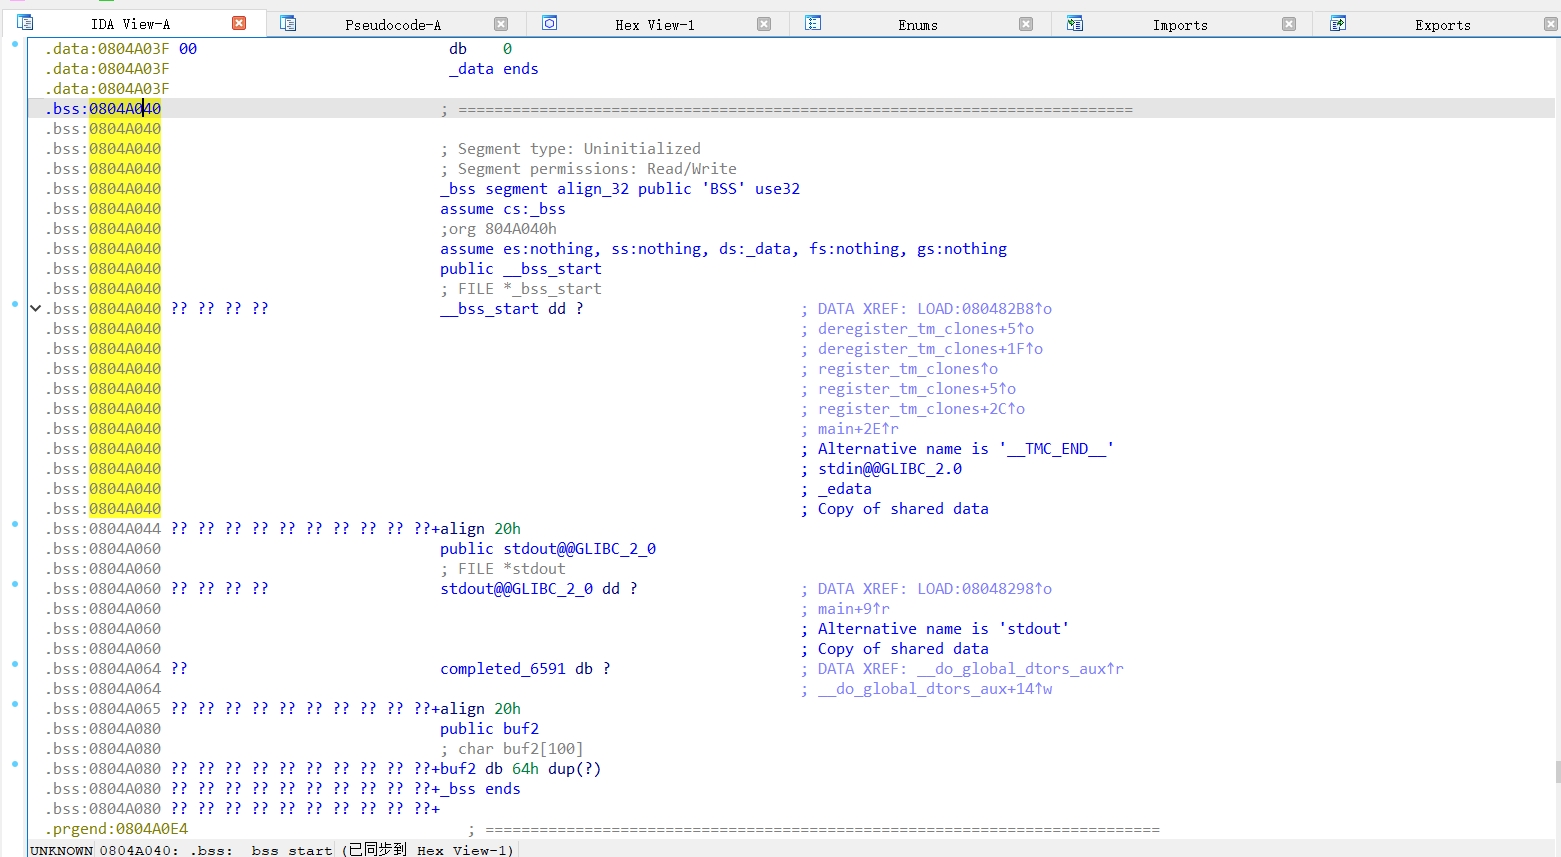 IDA View-A Pseudocode-A Hex View-1 Enums Imports Exports
.data:0804A03F 00 db 0
.data:0804A03F _data ends
.data:0804A03F
.bss:0804A040 ; ===========================================================================
.bss:0804A040
.bss:0804A040 ; Segment type: Uninitialized
.bss:0804A040 ; Segment permissions: Read/Write
.bss:0804A040 _bss segment align_32 public 'BSS' use32
.bss:0804A040 assume cs:_bss
.bss:0804A040 ;org 804A040h
.bss:0804A040 assume es:nothing, ss:nothing, ds:_data, fs:nothing, gs:nothing
.bss:0804A040 public __bss_start
.bss:0804A040 ; FILE *_bss_start
.bss:0804A040 ?? ?? ?? ?? __bss_start dd ? ; DATA XREF: LOAD:080482B8↑o
.bss:0804A040 ; deregister_tm_clones+5↑o
.bss:0804A040 ; deregister_tm_clones+1F↑o
.bss:0804A040 ; register_tm_clones↑o
.bss:0804A040 ; register_tm_clones+5↑o
.bss:0804A040 ; register_tm_clones+2C↑o
.bss:0804A040 ; main+2E↑r
.bss:0804A040 ; Alternative name is '__TMC_END__'
.bss:0804A040 ; stdin@@GLIBC_2.0
.bss:0804A040 ; _edata
.bss:0804A040 ; Copy of shared data
.bss:0804A044 ?? ?? ?? ?? ?? ?? ?? ?? ?? ??+align 20h
.bss:0804A060 public stdout@@GLIBC_2_0
.bss:0804A060 ; FILE *stdout
.bss:0804A060 ?? ?? ?? ?? stdout@@GLIBC_2_0 dd ? ; DATA XREF: LOAD:08048298↑o
.bss:0804A060 ; main+9↑r
.bss:0804A060 ; Alternative name is 'stdout'
.bss:0804A060 ; Copy of shared data
.bss:0804A064 ?? completed_6591 db ? ; DATA XREF: __do_global_dtors_aux↑r
.bss:0804A064 ; __do_global_dtors_aux+14↑w
.bss:0804A065 ?? ?? ?? ?? ?? ?? ?? ?? ?? ??+align 20h
.bss:0804A080 public buf2
.bss:0804A080 ; char buf2[100]
.bss:0804A080 ?? ?? ?? ?? ?? ?? ?? ?? ?? ??+buf2 db 64h dup(?)
.bss:0804A080 ?? ?? ?? ?? ?? ?? ?? ?? ?? ??+_bss ends
.bss:0804A080 ?? ?? ?? ?? ?? ?? ?? ?? ?? ??+
.prgend:0804A0E4 ; ===========================================================================
UNKNOWN 0804A040: .bss: __bss_start (已同步到 Hex View-1)